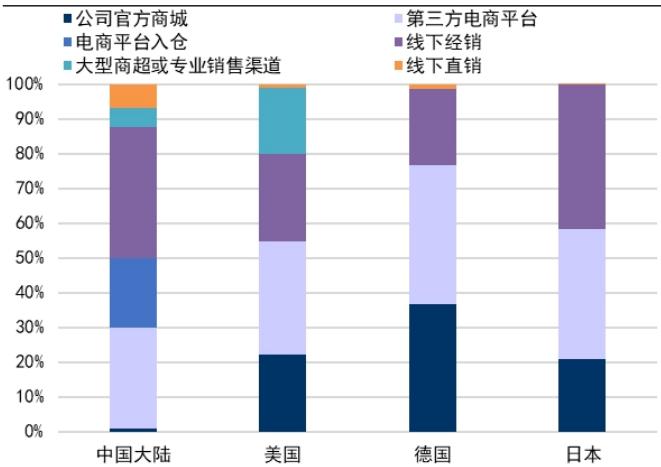 公司官方商城 第三方电商平台
电商平台入仓 线下经销
大型商超或专业销售渠道 线下直销
100%
90%
80%
70%
60%
50%
40%
30%
20%
10%
0%
中国大陆 美国 德国 日本